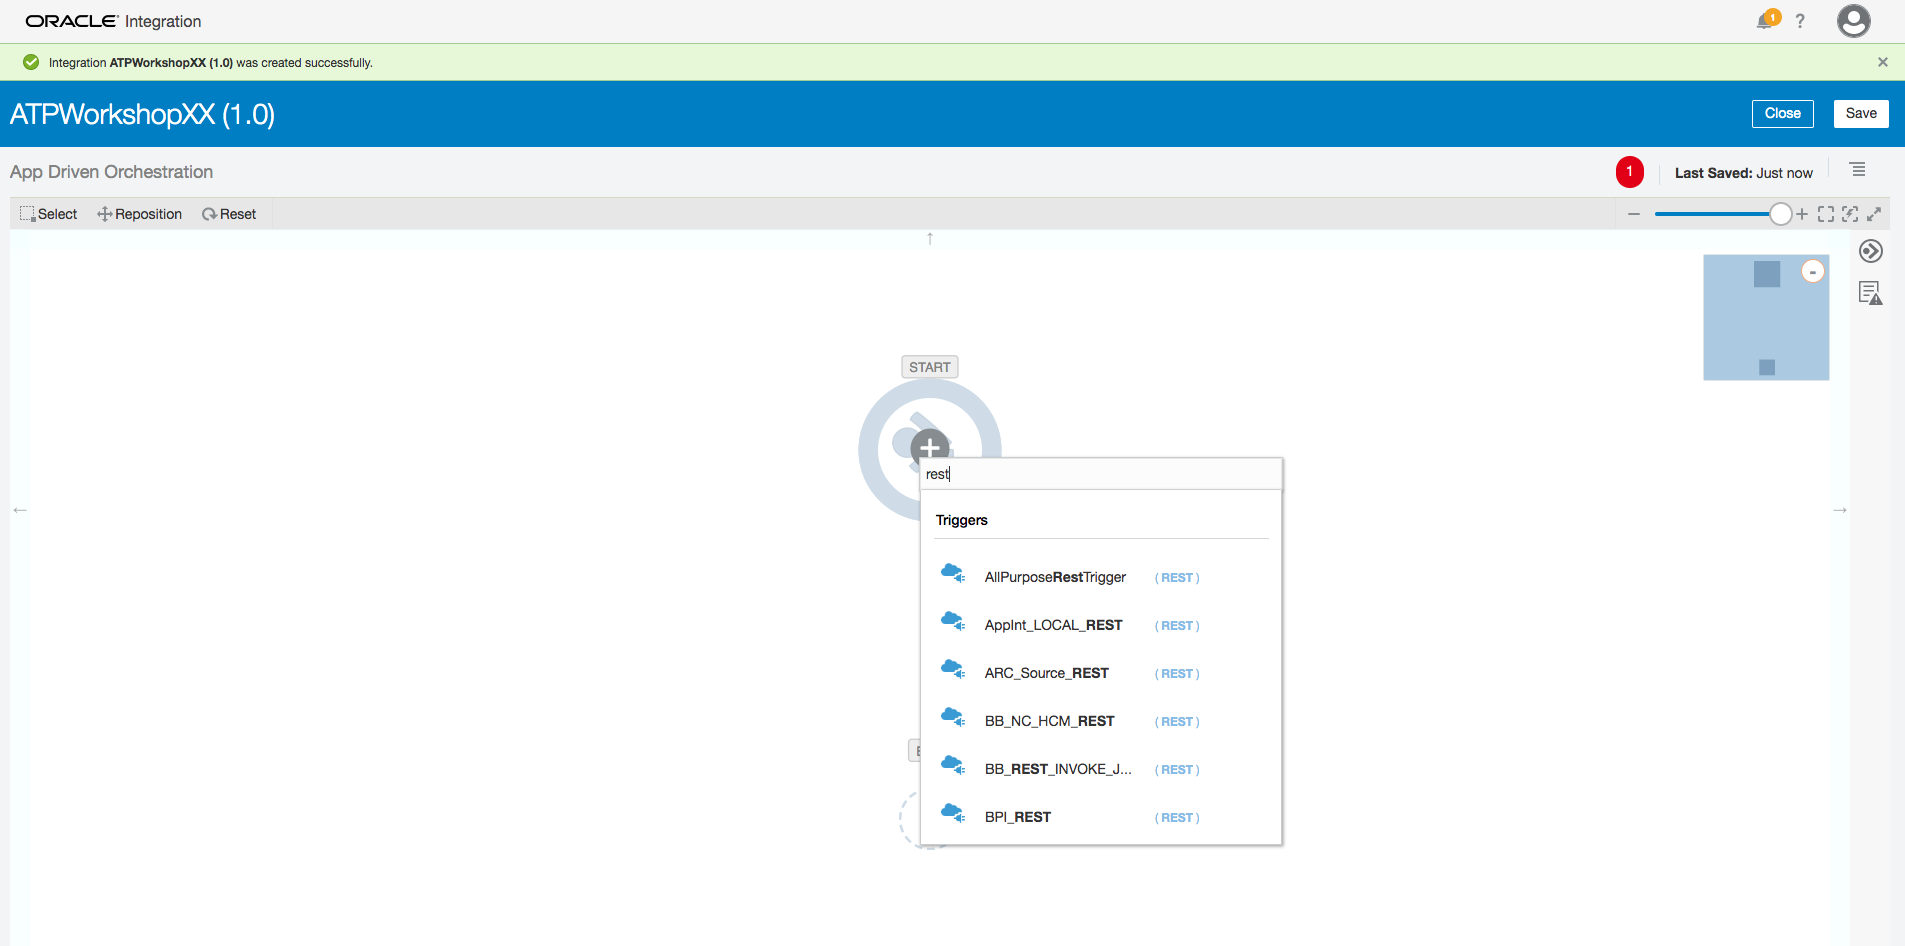 ORACLE Integration
1
?
Integration ATPWorkshopXX (1.0) was created successfully.
ATPWorkshopXX (1.0)
Close
Save
App Driven Orchestration
1
Last Saved: Just now
Select
Reposition
Reset
START
rest
Triggers
AllPurposeRestTrigger ( REST )
AppInt_LOCAL_REST ( REST )
ARC_Source_REST ( REST )
BB_NC_HCM_REST ( REST )
BB_REST_INVOKE_J... ( REST )
BPI_REST ( REST )